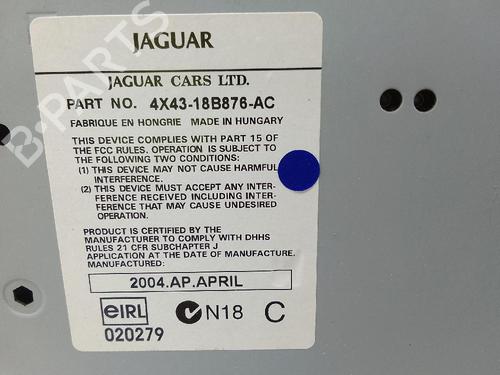 JAGUAR
JAGUAR CARS LTD.
PART NO. 4X43-18B876-AC
FABRIQUE EN HONGRIE MADE IN HUNGARY
THIS DEVICE COMPLIES WITH PART 15 OF
THE FCC RULES. OPERATION IS SUBJECT TO
THE FOLLOWING TWO CONDITIONS:
(1) THIS DEVICE MAY NOT CAUSE HARMFUL
INTERFERENCE.
(2) THIS DEVICE MUST ACCEPT ANY INTER-
FERENCE RECEIVED INCLUDING INTER-
FERENCE THAT MAY CAUSE UNDESIRED
OPERATION.
PRODUCT IS CERTIFIED BY THE
MANUFACTURER TO COMPLY WITH DHHS
RULES 21 CFR SUBCHAPTER J
APPLICATION AT THE DATE OF MANUFACTURE.
MANUFACTURED:
2004.AP.APRIL
eIRL N18 C
020279
B-PARTS